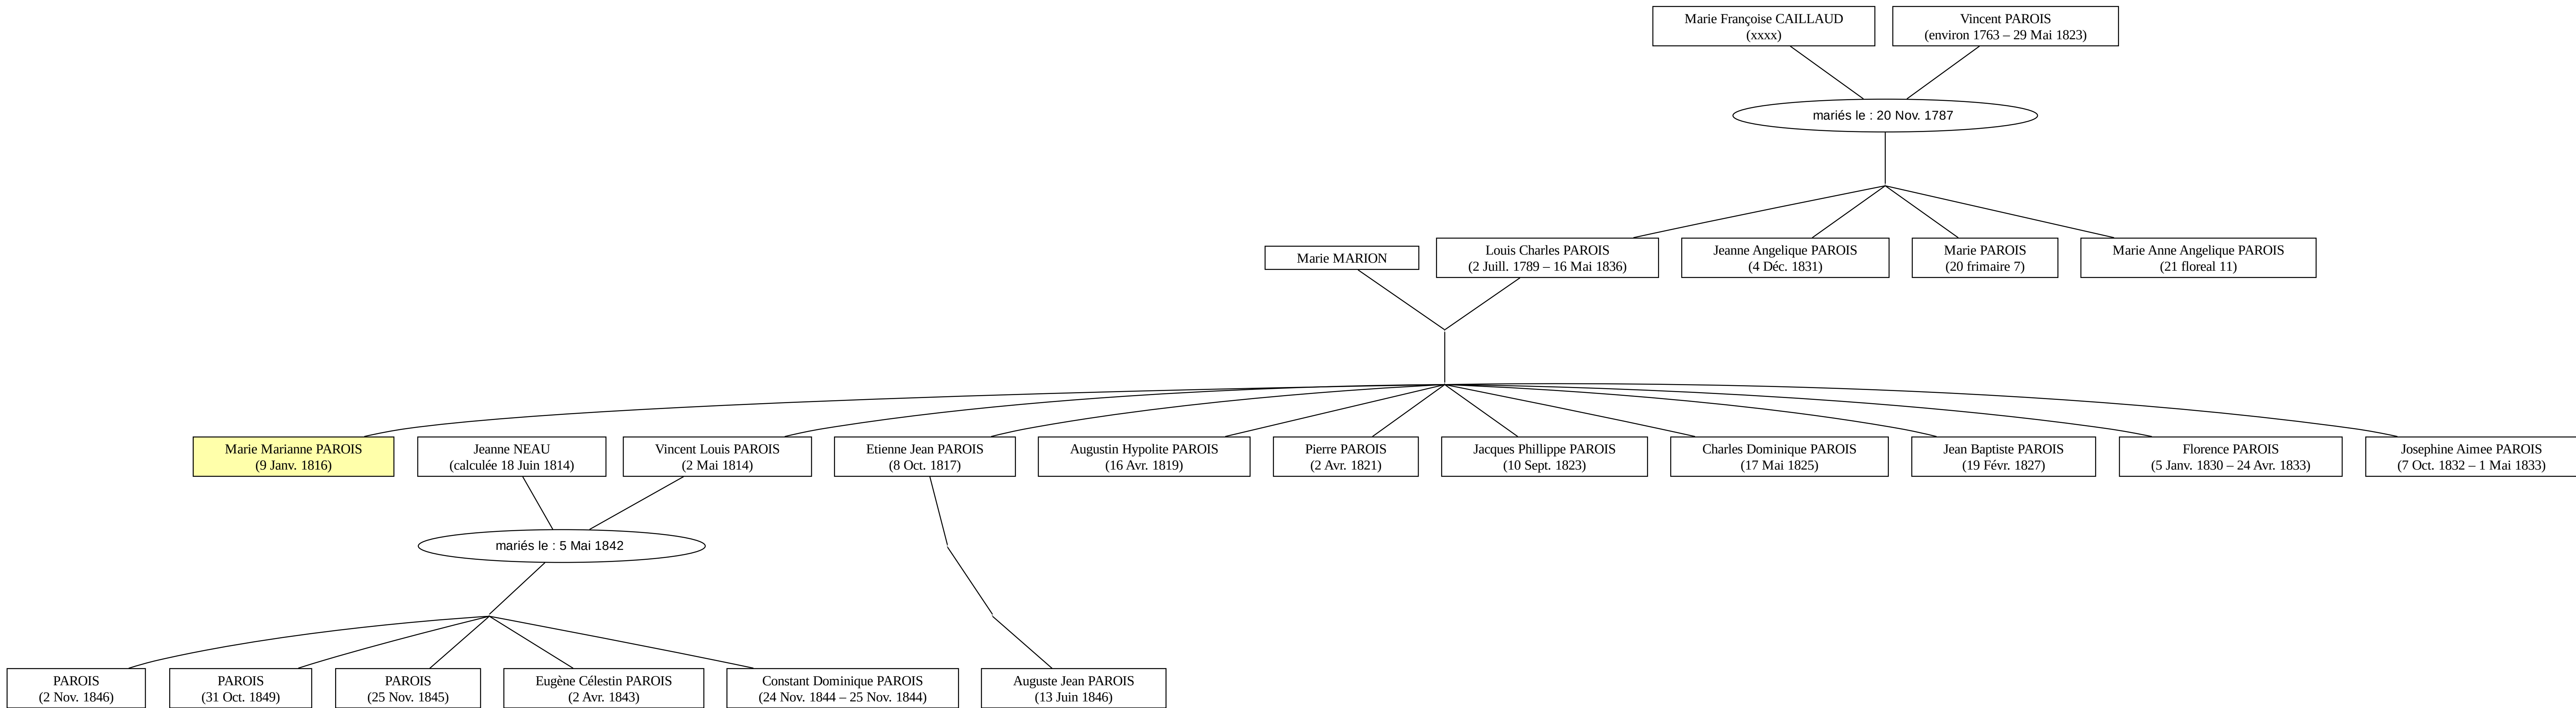 Marie Françoise CAILLAUD
(xxxx)
Vincent PAROIS
(environ 1763 – 29 Mai 1823)
mariés le : 20 Nov. 1787
Marie MARION
Louis Charles PAROIS
(2 Juill. 1789 – 16 Mai 1836)
Jeanne Angelique PAROIS
(4 Déc. 1831)
Marie PAROIS
(20 frimaire 7)
Marie Anne Angelique PAROIS
(21 floreal 11)
Marie Marianne PAROIS
(9 Janv. 1816)
Jeanne NEAU
(calculée 18 Juin 1814)
Vincent Louis PAROIS
(2 Mai 1814)
Etienne Jean PAROIS
(8 Oct. 1817)
Augustin Hypolite PAROIS
(16 Avr. 1819)
Pierre PAROIS
(2 Avr. 1821)
Jacques Phillippe PAROIS
(10 Sept. 1823)
Charles Dominique PAROIS
(17 Mai 1825)
Jean Baptiste PAROIS
(19 Févr. 1827)
Florence PAROIS
(5 Janv. 1830 – 24 Avr. 1833)
Josephine Aimee PAROIS
(7 Oct. 1832 – 1 Mai 1833)
mariés le : 5 Mai 1842
PAROIS
(2 Nov. 1846)
PAROIS
(31 Oct. 1849)
PAROIS
(25 Nov. 1845)
Eugène Célestin PAROIS
(2 Avr. 1843)
Constant Dominique PAROIS
(24 Nov. 1844 – 25 Nov. 1844)
Auguste Jean PAROIS
(13 Juin 1846)